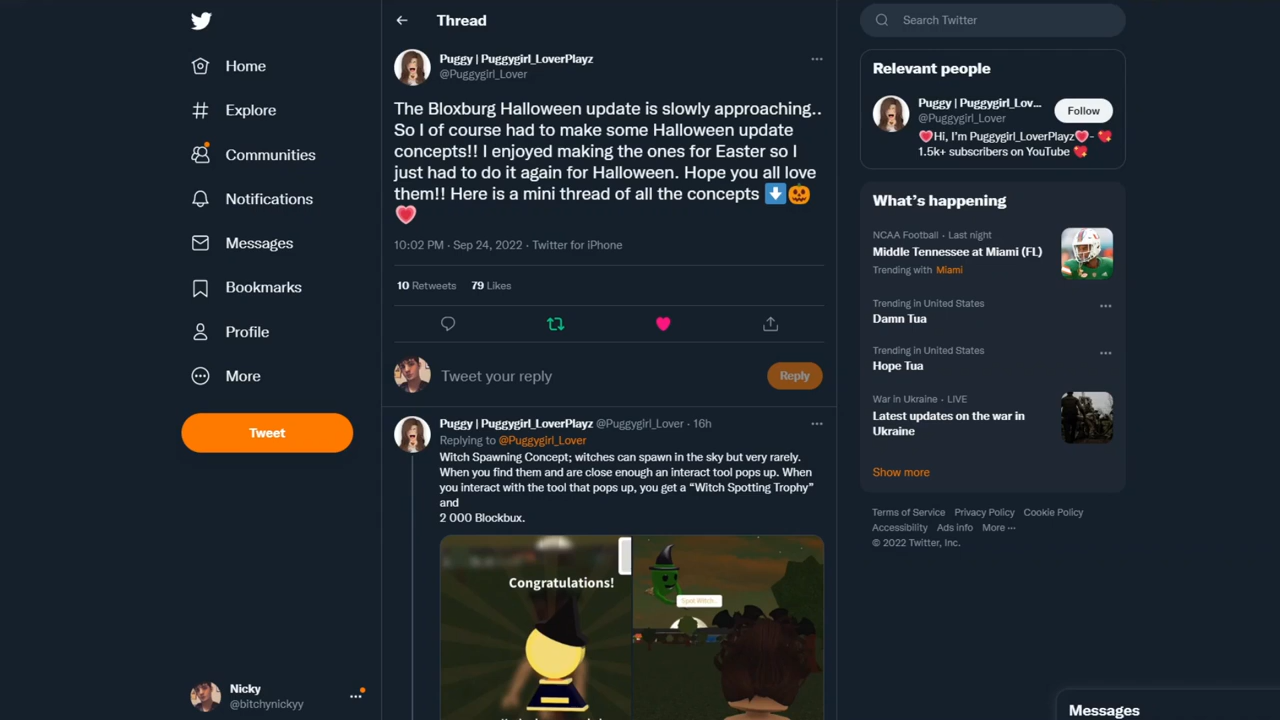 Home
Explore
Communities
Notifications
Messages
Bookmarks
Profile
More
Tweet
Nicky
@bitchynickyy
Thread
Puggy | Puggygirl_LoverPlayz
@Puggygirl_Lover
The Bloxburg Halloween update is slowly approaching..
So I of course had to make some Halloween update
concepts!! I enjoyed making the ones for Easter so I
just had to do it again for Halloween. Hope you all love
them!! Here is a mini thread of all the concepts ⬇️🎃
💗
10:02 PM · Sep 24, 2022 · Twitter for iPhone
10 Retweets 79 Likes
Tweet your reply
Reply
Puggy | Puggygirl_LoverPlayz @Puggygirl_Lover · 16h
Replying to @Puggygirl_Lover
Witch Spawning Concept; witches can spawn in the sky but very rarely.
When you find them and are close enough an interact tool pops up. When
you interact with the tool that pops up, you get a “Witch Spotting Trophy”
and
2 000 Blockbux.
Congratulations!
Spot Witch
Search Twitter
Relevant people
Puggy | Puggygirl_Lov...
@Puggygirl_Lover
Follow
💗Hi, I’m PuggygirI_LoverPlayz💗- 💖
1.5k+ subscribers on YouTube 💖
What’s happening
NCAA Football · Last night
Middle Tennessee at Miami (FL)
Trending with Miami
Trending in United States
Damn Tua
Trending in United States
Hope Tua
War in Ukraine · LIVE
Latest updates on the war in
Ukraine
Show more
Terms of Service Privacy Policy Cookie Policy
Accessibility Ads info More ···
© 2022 Twitter, Inc.
Messages